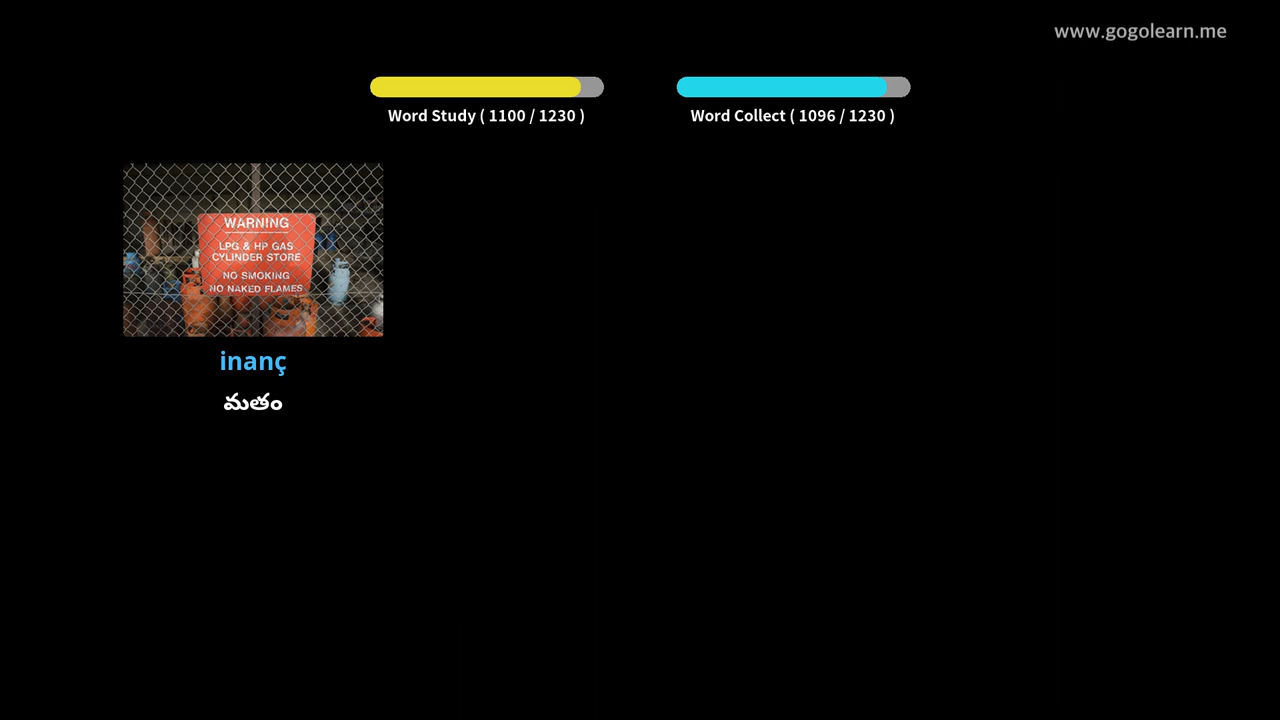 www.gogolearn.me
Word Study ( 1100 / 1230 )
Word Collect ( 1096 / 1230 )
WARNING
LPG & HP GAS
CYLINDER STORE
NO SMOKING
NO NAKED FLAMES
inanç
మతం